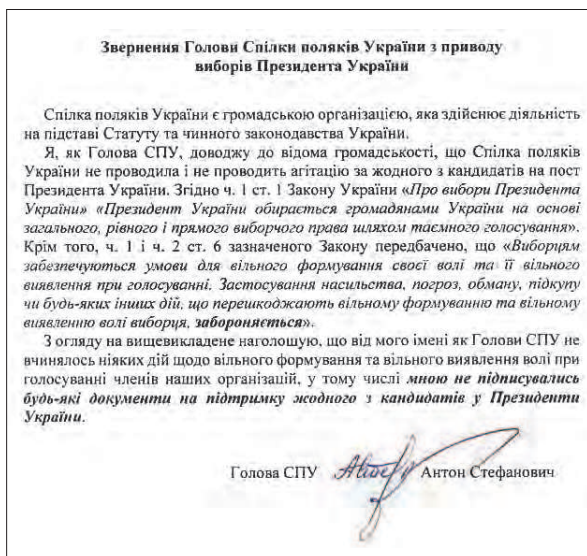 Звернення Голови Спілки поляків України з приводу
виборів Президента України
Спілка поляків України є громадською організацією, яка здійснює діяльність
на підставі Статуту та чинного законодавства України.
Я, як Голова СПУ, доводжу до відома громадськості, що Спілка поляків
України не проводила і не проводить агітацію за жодного з кандидатів на пост
Президента України. Згідно ч. 1 ст. 1 Закону України «Про вибори Президента
України» «Президент України обирається громадянами України на основі
загального, рівного і прямого виборчого права шляхом таємного голосування».
Крім того, ч. 1 і ч. 2 ст. 6 зазначеного Закону передбачено, що «Виборцям
забезпечуються умови для вільного формування своєї волі та її вільного
виявлення при голосуванні. Застосування насильства, погроз, обману, підкупу
чи будь-яких інших дій, що перешкоджають вільному формуванню та вільному
виявленню волі виборця, забороняється».
З огляду на вищевикладене наголошую, що від мого імені як Голови СПУ не
вчинялось ніяких дій щодо вільного формування та вільного виявлення волі при
голосуванні членів наших організацій, у тому числі мною не підписувались
будь-які документи на підтримку жодного з кандидатів у Президенти
України.
Голова СПУ Антон Стефанович